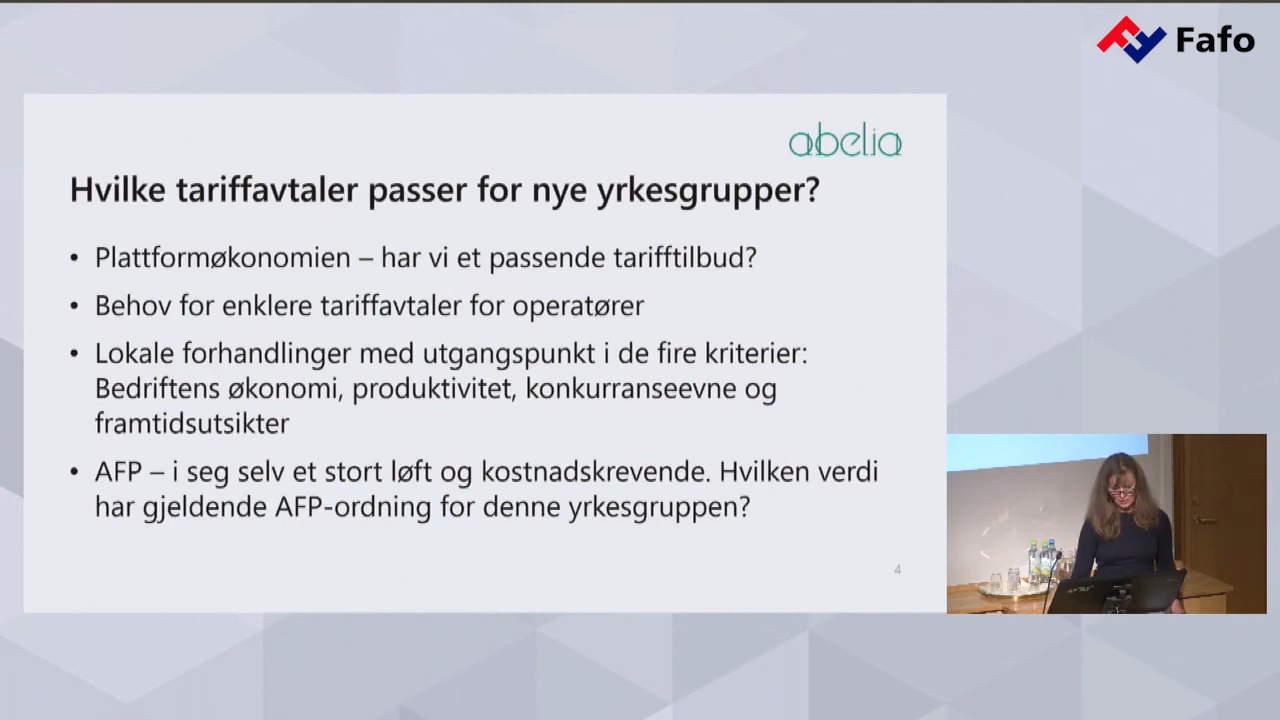 Fafo
abelia
Hvilke tariffavtaler passer for nye yrkesgrupper?
• Plattformøkonomien – har vi et passende tarifftilbud?
• Behov for enklere tariffavtaler for operatører
• Lokale forhandlinger med utgangspunkt i de fire kriterier:
Bedriftens økonomi, produktivitet, konkurranseevne og
framtidsutsikter
• AFP – i seg selv et stort løft og kostnadskrevende. Hvilken verdi
har gjeldende AFP-ordning for denne yrkesgruppen?
4